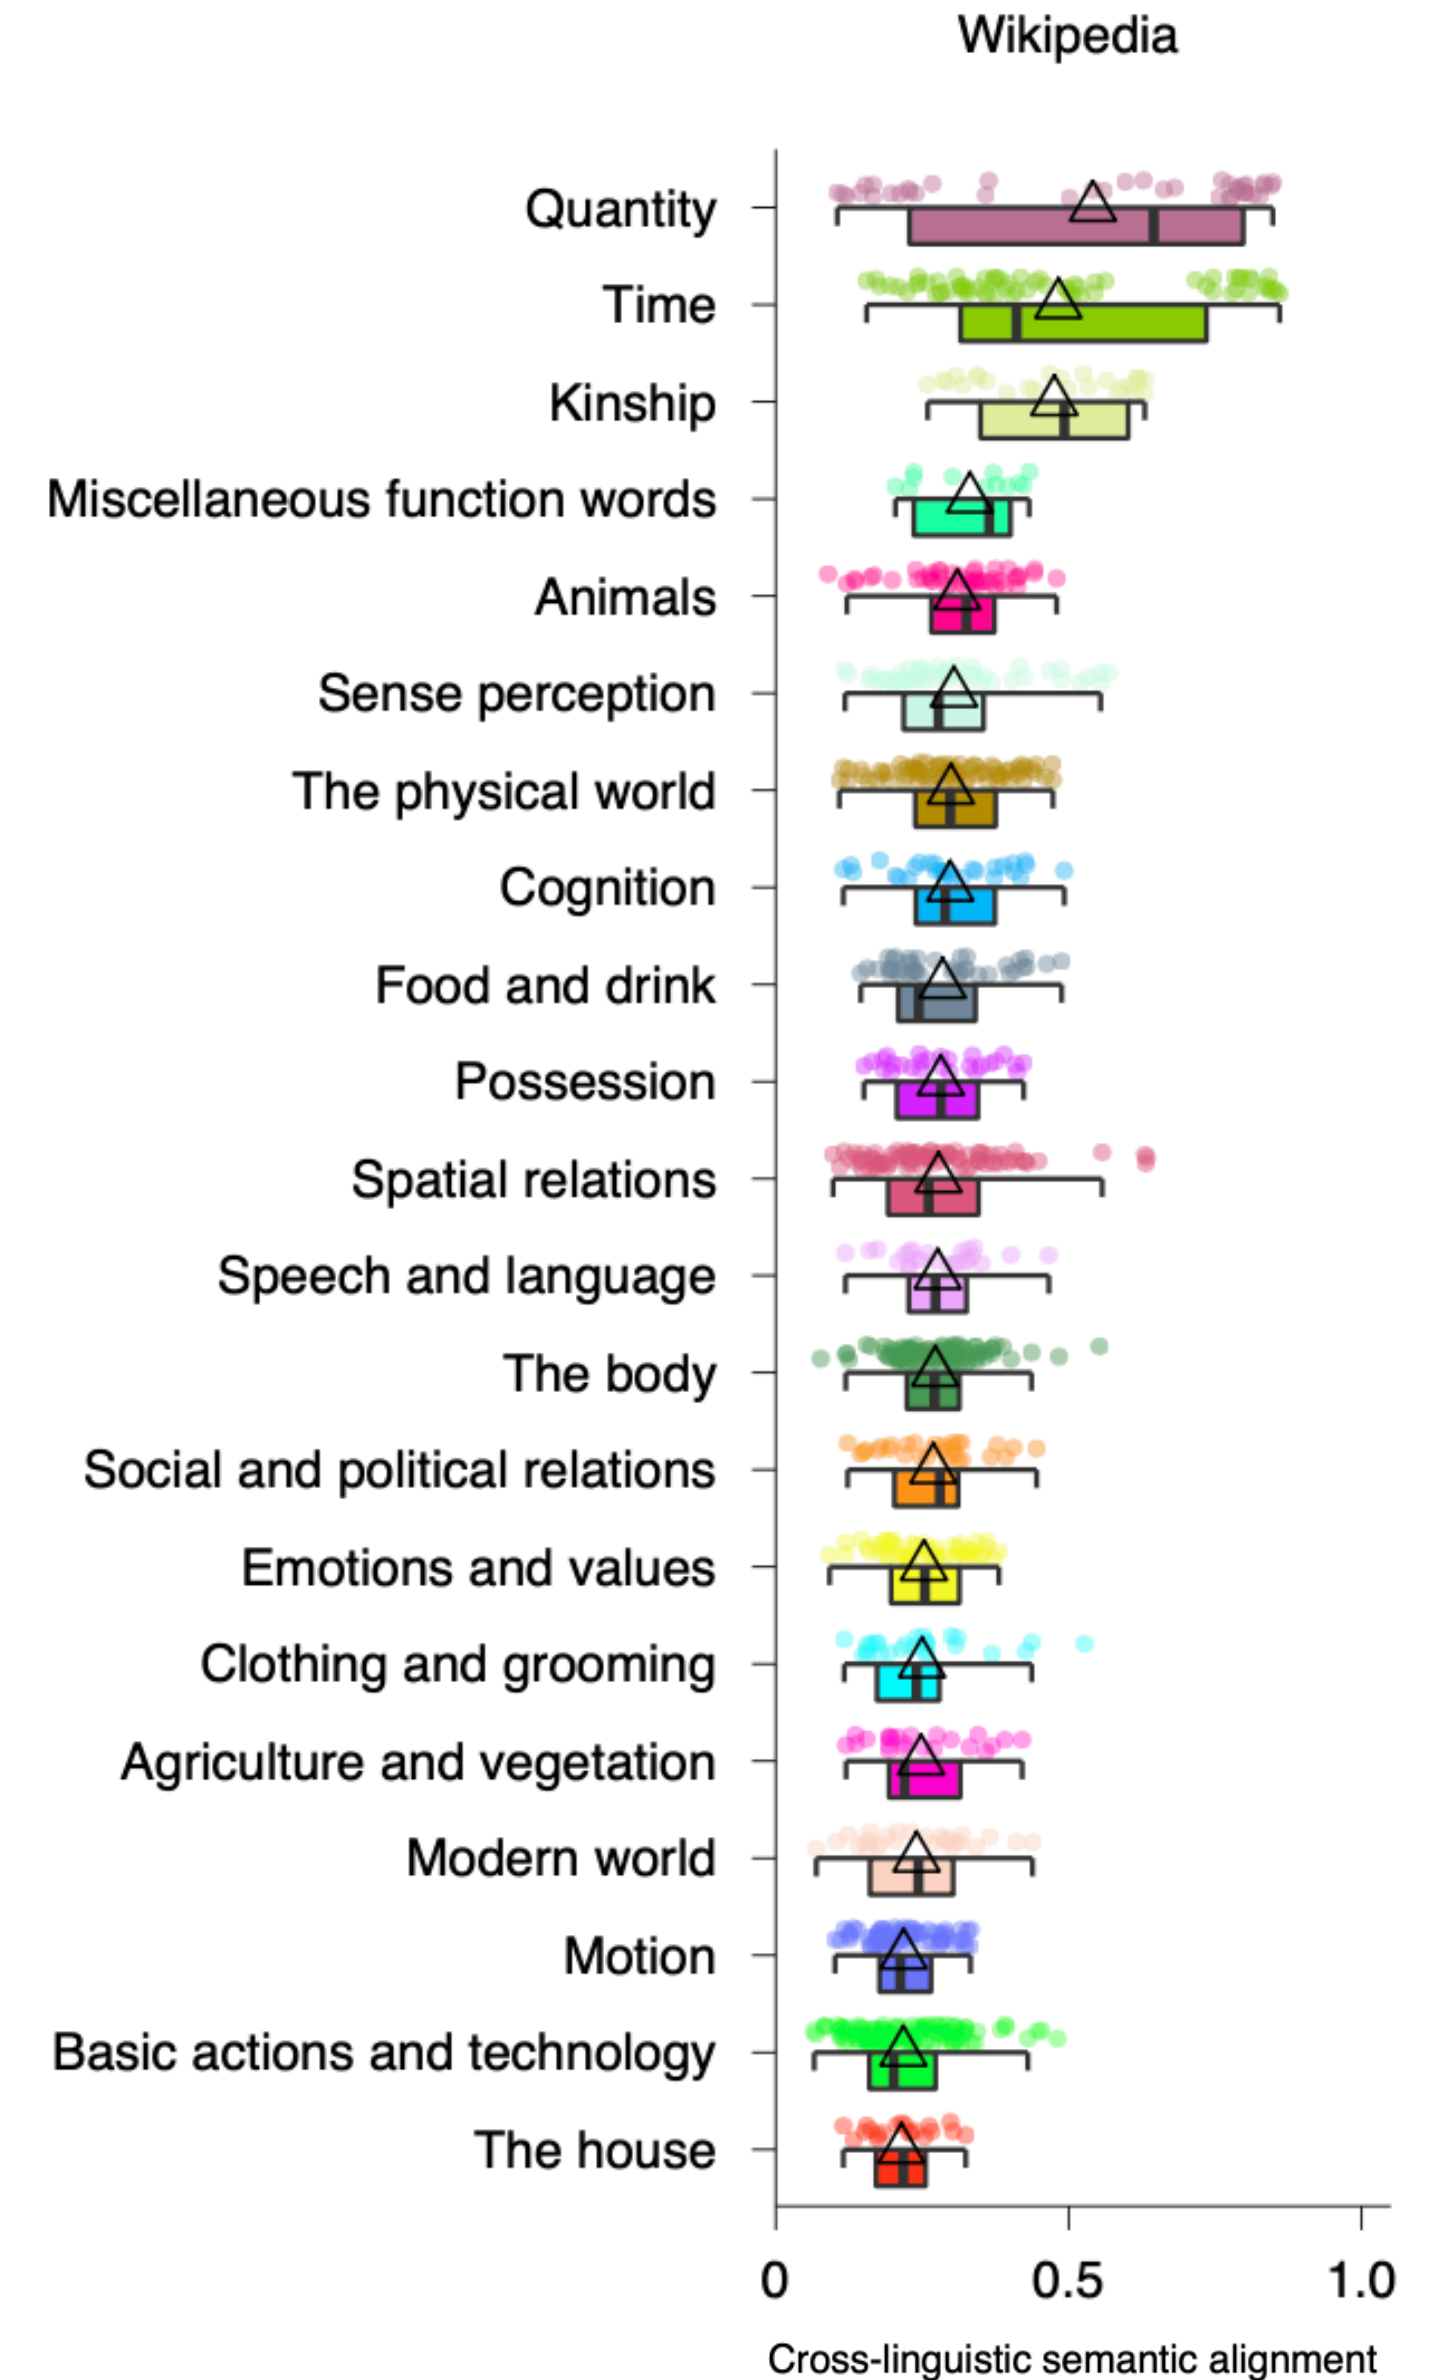 Wikipedia
Quantity
Time
Kinship
Miscellaneous function words
Animals
Sense perception
The physical world
Cognition
Food and drink
Possession
Spatial relations
Speech and language
The body
Social and political relations
Emotions and values
Clothing and grooming
Agriculture and vegetation
Modern world
Motion
Basic actions and technology
The house
0 0.5 1.0
Cross-linguistic semantic alignment